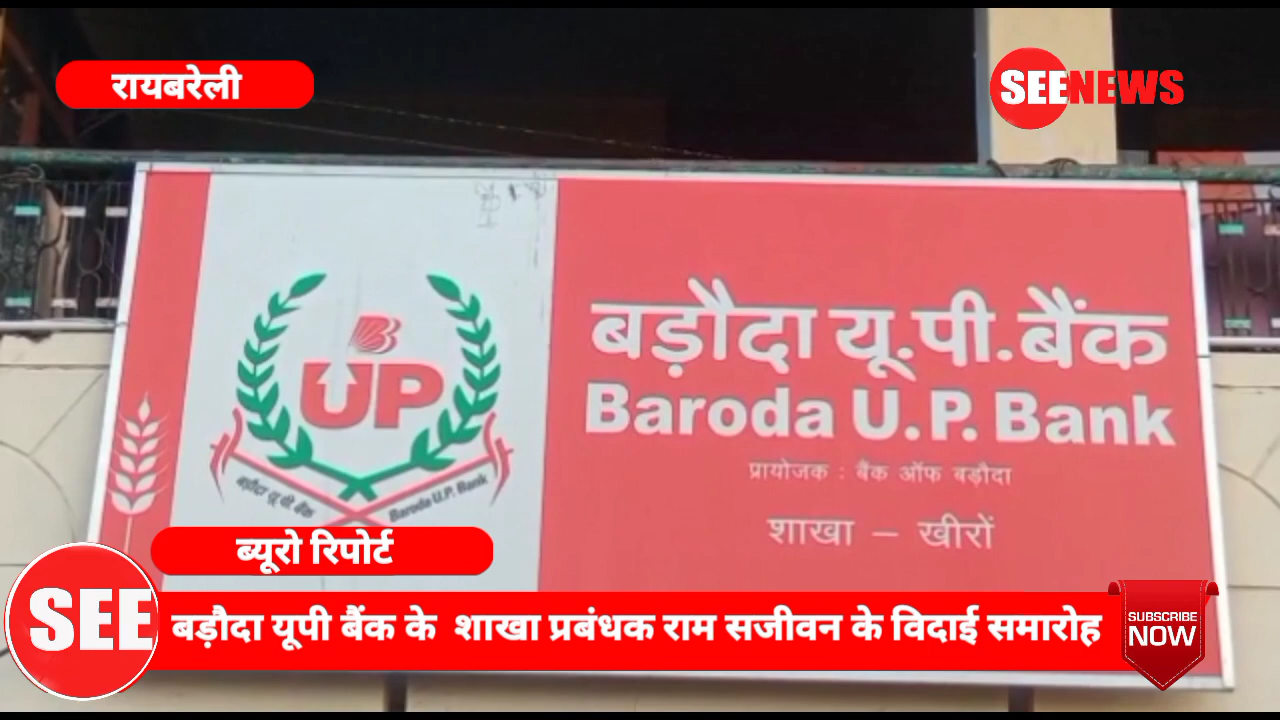 रायबरेली
SEENEWS
UP
बड़ौदा यू.पी.बैंक
Baroda U.P. Bank
बड़ौदा यू.पी.बैंक
Baroda U.P. Bank
प्रायोजक : बैंक ऑफ बड़ौदा
शाखा – खीरों
ब्यूरो रिपोर्ट
SEE
बड़ौदा यूपी बैंक के शाखा प्रबंधक राम सजीवन के विदाई समारोह
SUBSCRIBE
NOW